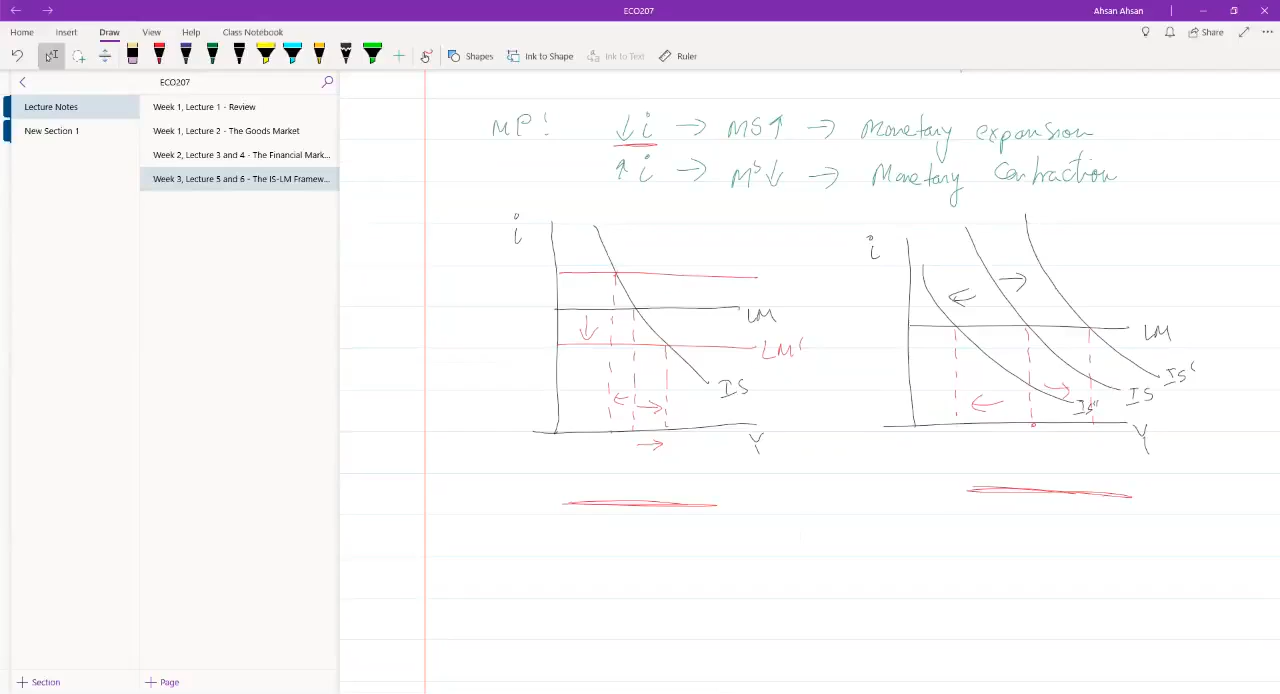 ECO207
Ahsan Ahsan
Home Insert Draw View Help Class Notebook
Share
Shapes Ink to Shape Ink to Text Ruler
ECO207
Lecture Notes
New Section 1
Week 1, Lecture 1 - Review
Week 1, Lecture 2 - The Goods Market
Week 2, Lecture 3 and 4 - The Financial Mark...
Week 3, Lecture 5 and 6 - The IS-LM Framew...
MP: ↓i → MS↑ → Monetary expansion
↑i → Mˢ↓ → Monetary Contraction
i
LM
LM'
IS
Y
i
LM
IS'
IS
IS''
Y
+ Section
+ Page